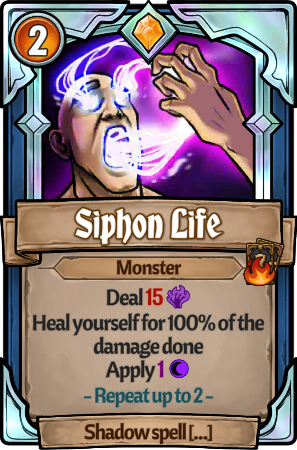 2
Siphon Life
Monster
Deal 15
Heal yourself for 100% of the
damage done
Apply 1
- Repeat up to 2 -
Shadow spell [...]